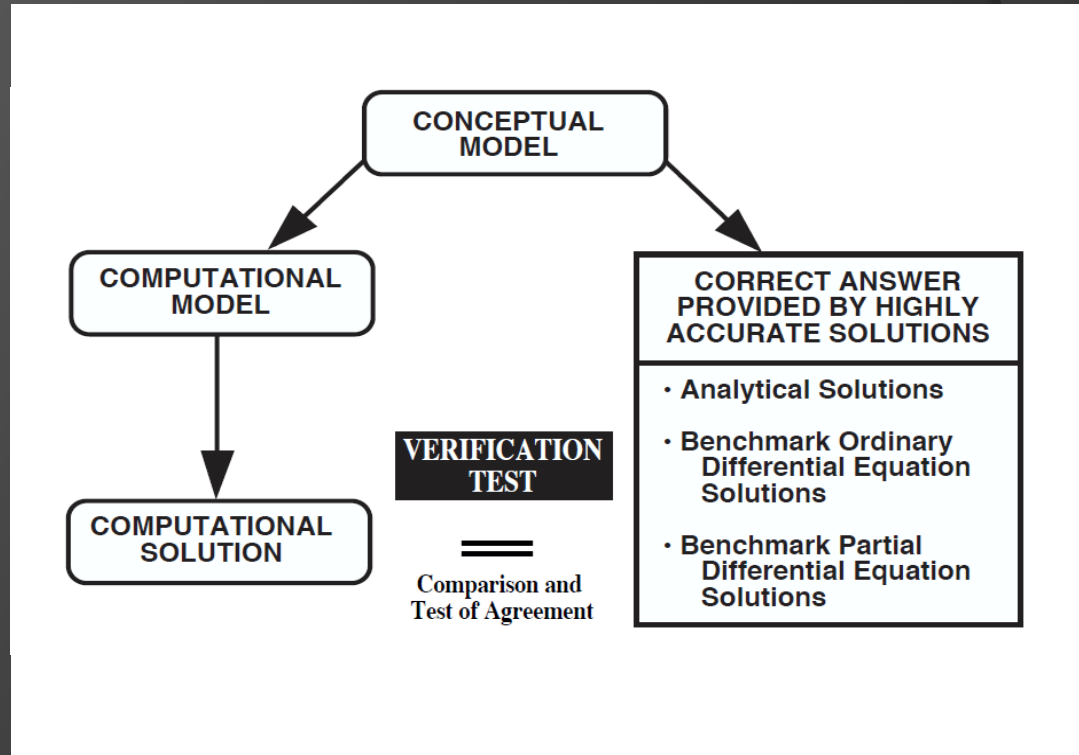 CONCEPTUAL
MODEL
COMPUTATIONAL
MODEL
CORRECT ANSWER
PROVIDED BY HIGHLY
ACCURATE SOLUTIONS
· Analytical Solutions
· Benchmark Ordinary
Differential Equation
Solutions
· Benchmark Partial
Differential Equation
Solutions
VERIFICATION
TEST
Comparison and
Test of Agreement
COMPUTATIONAL
SOLUTION